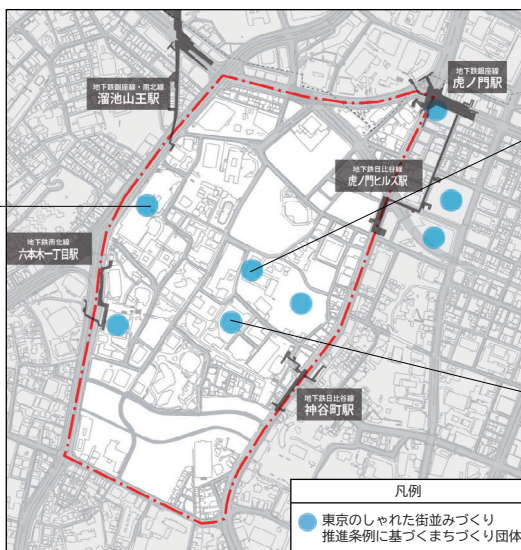 地下鉄銀座線・南北線
溜池山王駅
地下鉄銀座線
虎ノ門駅
地下鉄日比谷線
虎ノ門ヒルズ駅
地下鉄南北線
六本木一丁目駅
地下鉄日比谷線
神谷町駅
凡例
東京のしゃれた街並みづくり
推進条例に基づくまちづくり団体